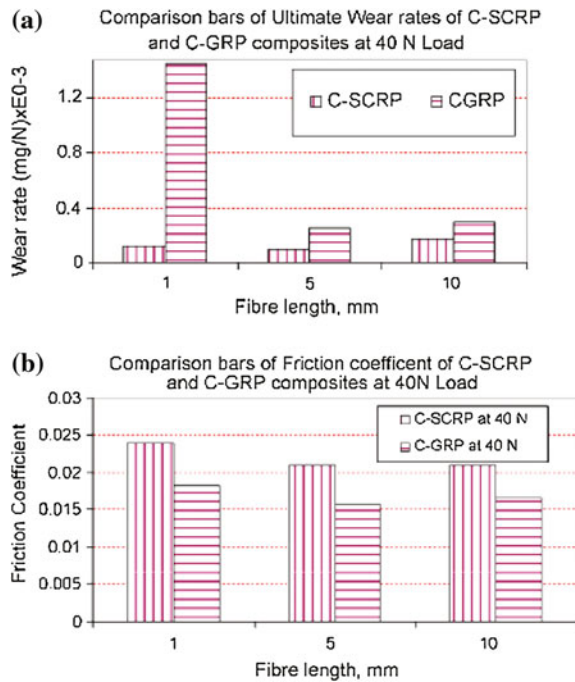 (a)
Comparison bars of Ultimate Wear rates of C-SCRP
and C-GRP composites at 40 N Load
Wear rate (mg/N)xE0-3
1.2
0.8
0.4
0
C-SCRP
CGRP
1
5
10
Fibre length, mm
(b)
Comparison bars of Friction coefficent of C-SCRP
and C-GRP composites at 40N Load
Friction Coefficient
0.03
0.025
0.02
0.015
0.01
0.005
0
C-SCRP at 40 N
C-GRP at 40 N
1
5
10
Fibre length, mm